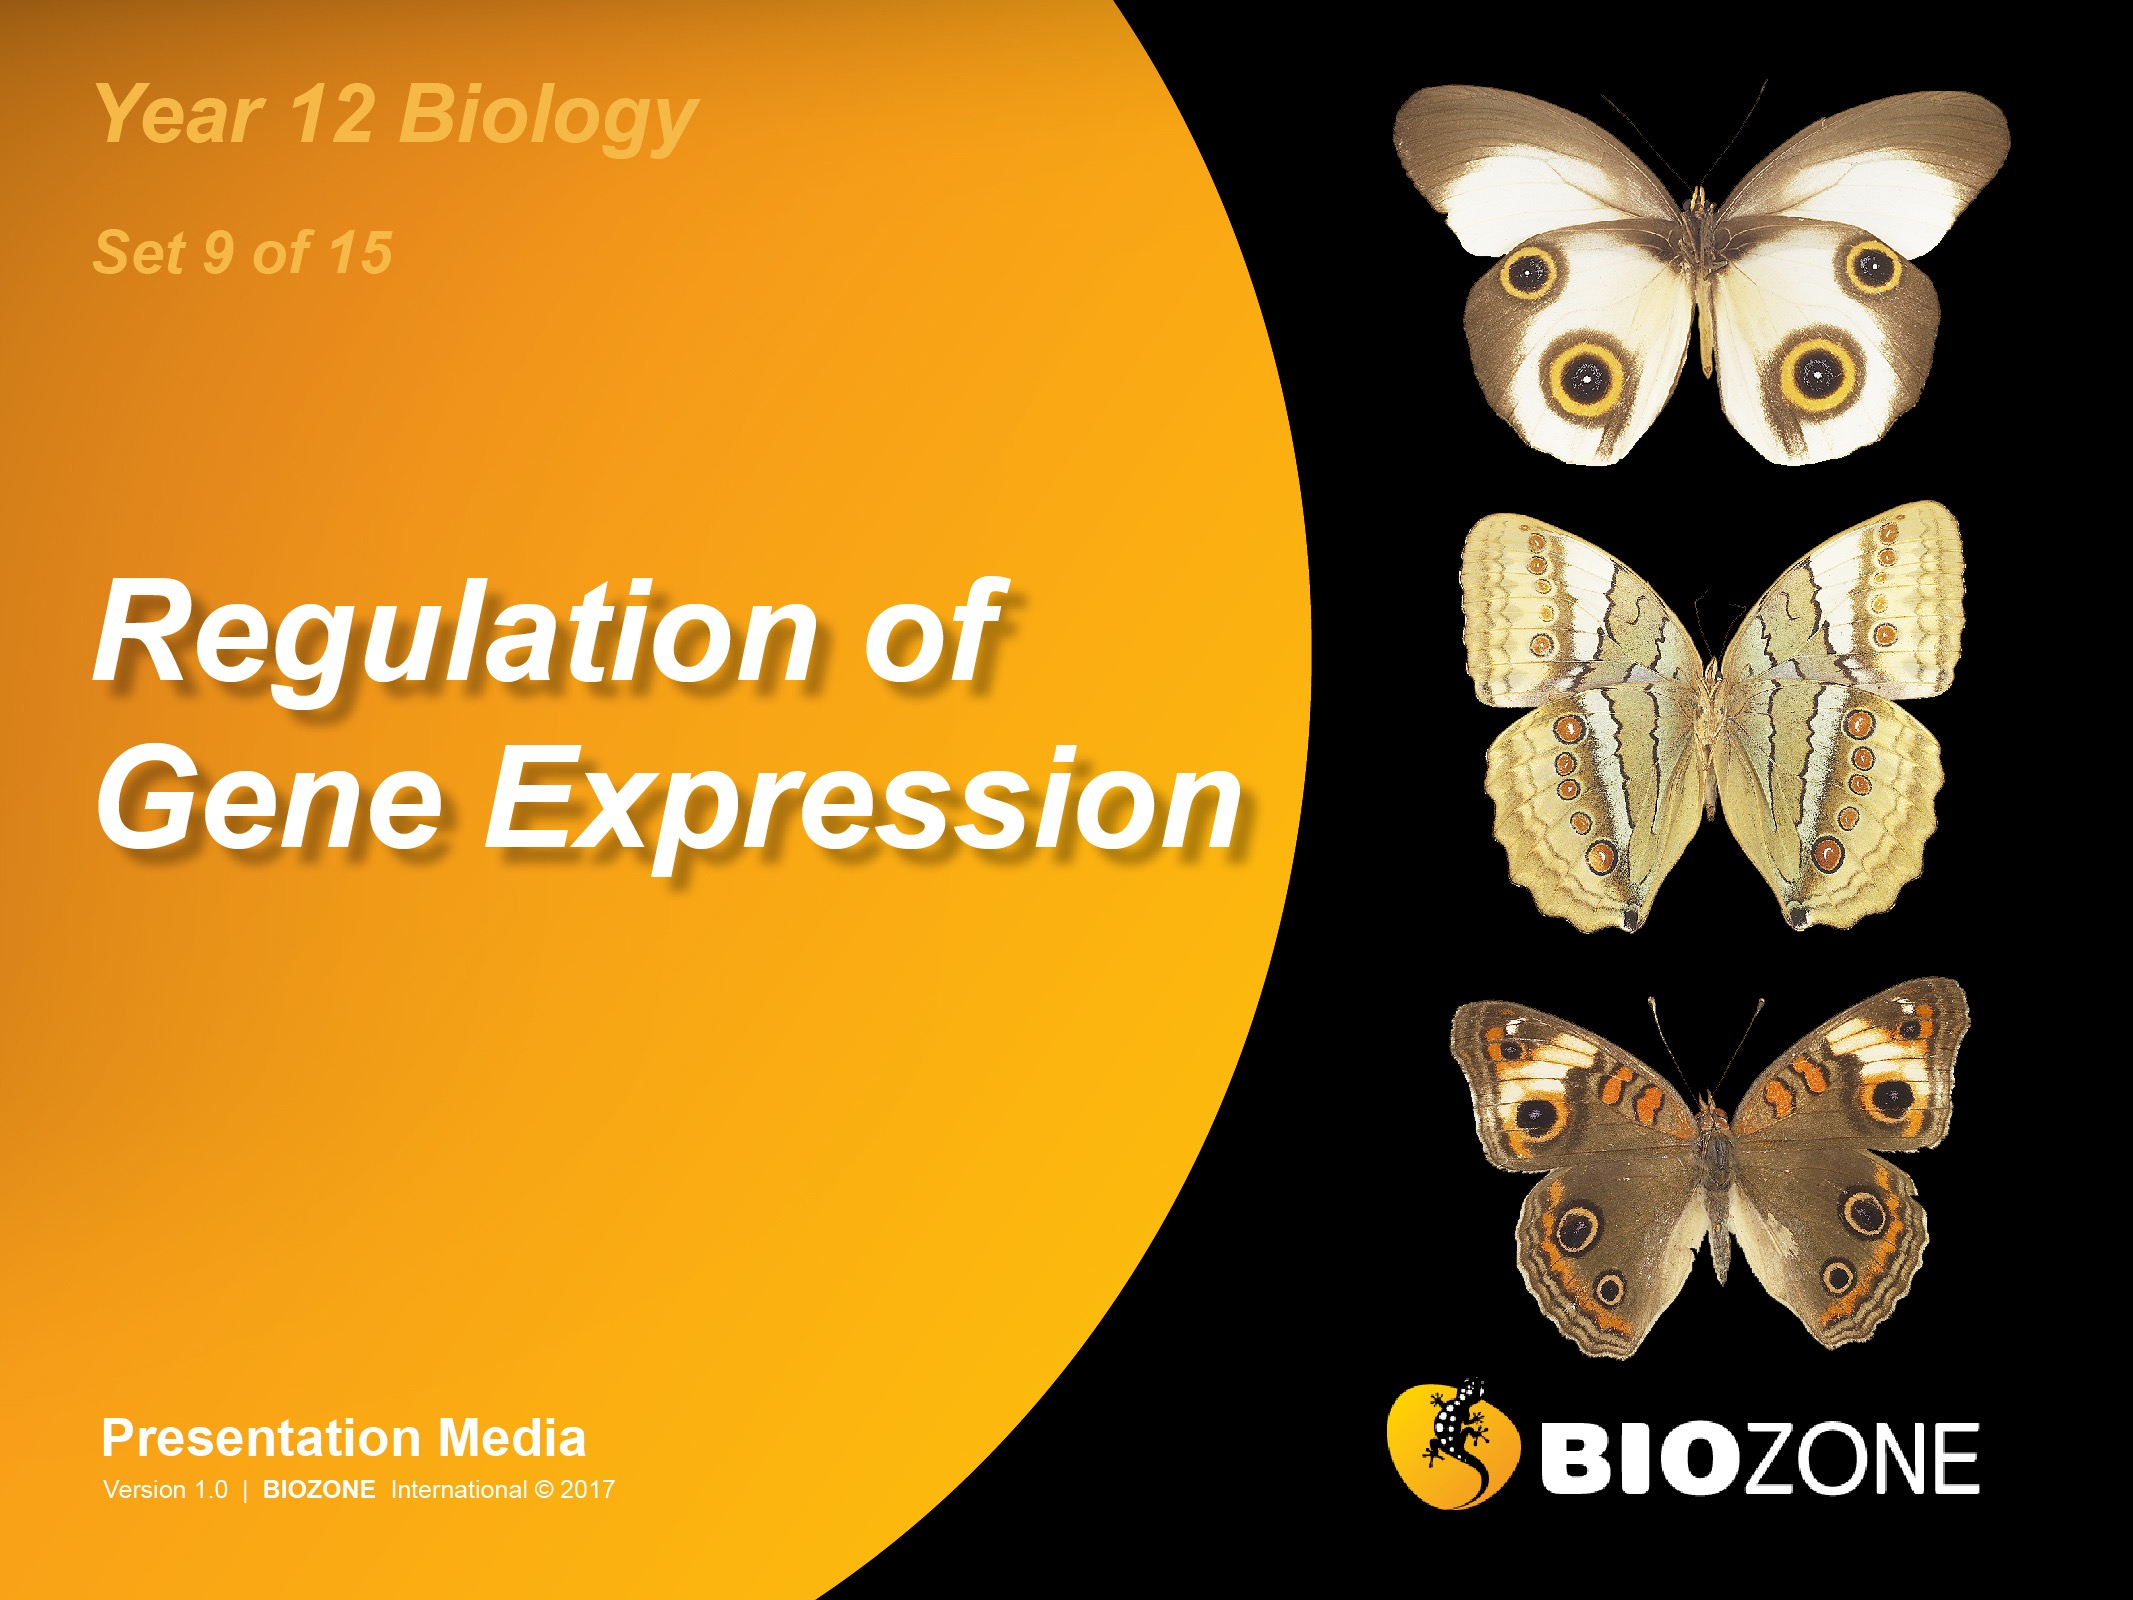 Year 12 Biology
Set 9 of 15
Regulation of
Gene Expression
Presentation Media
Version 1.0 | BIOZONE International © 2017
BIOZONE